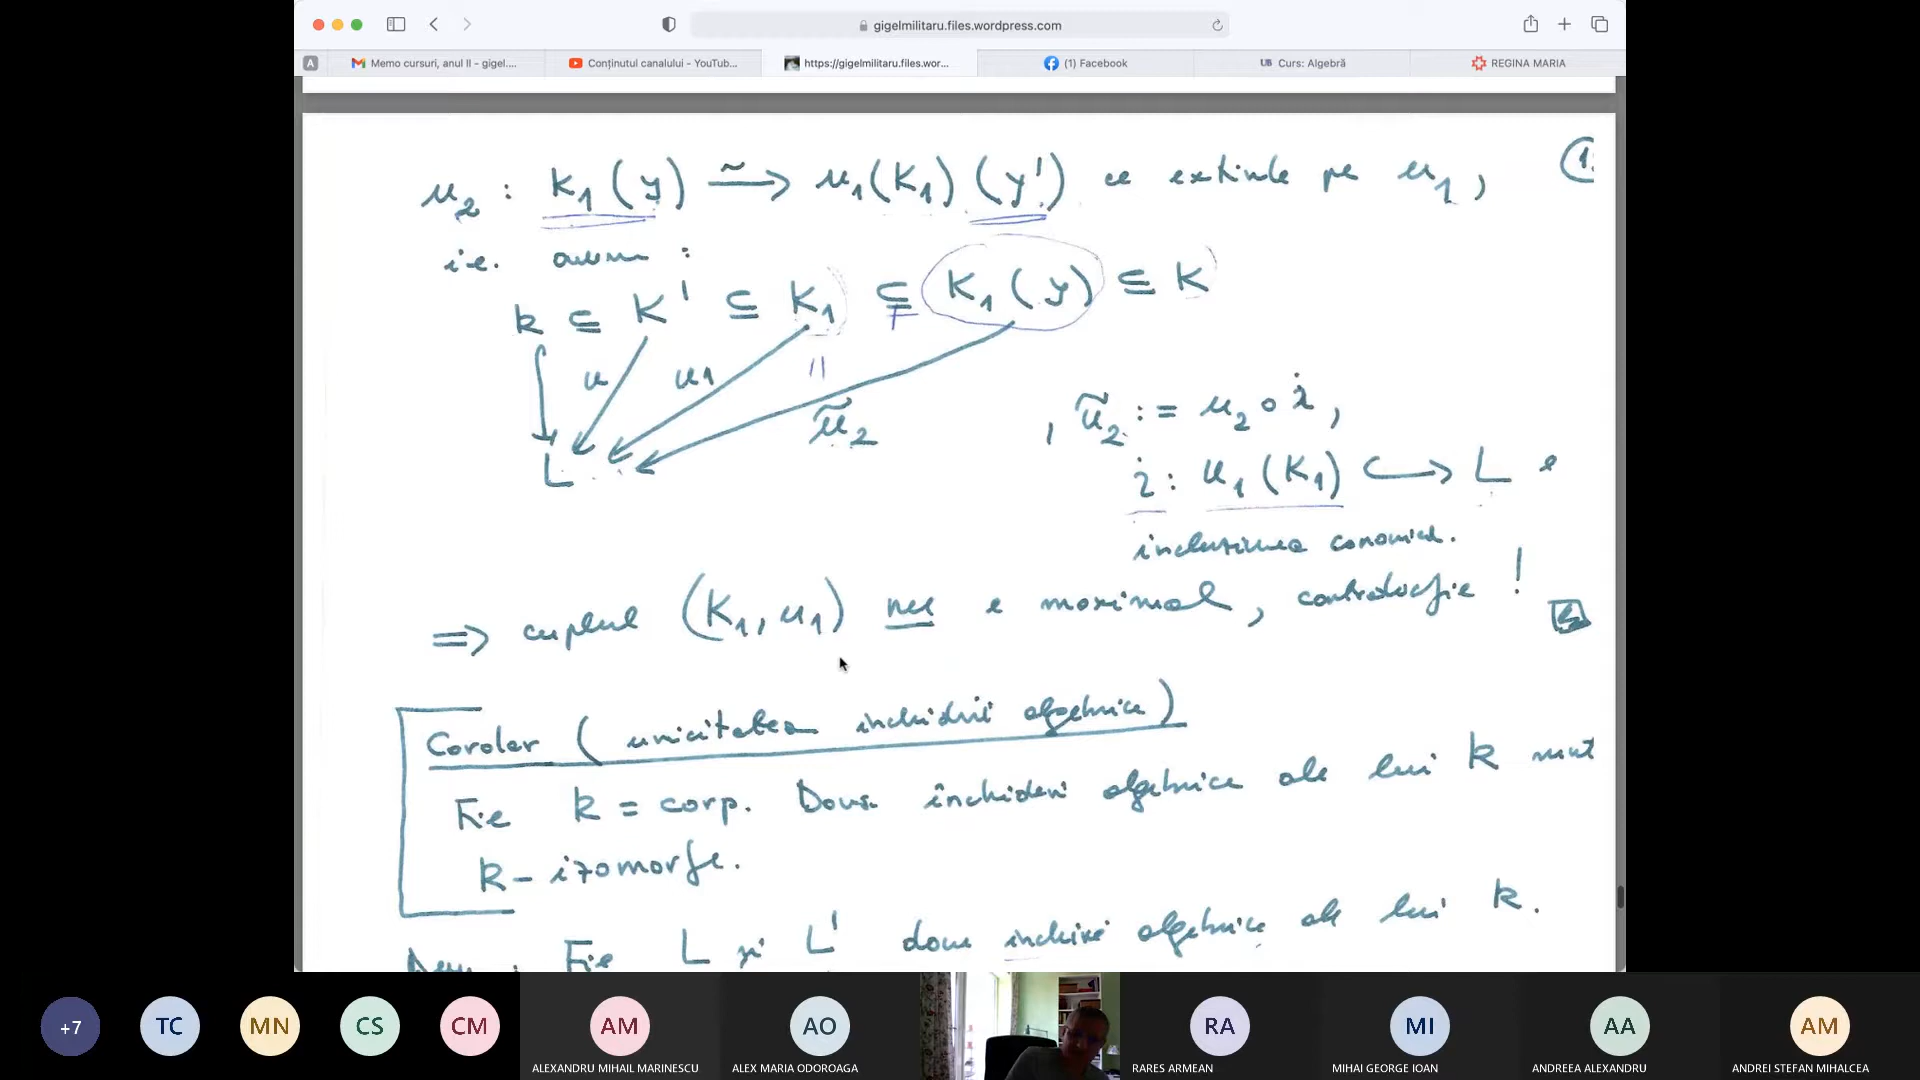 gigelmilitaru.files.wordpress.com
A
Memo cursuri, anul II - gigel....
Conținutul canalului - YouTub...
https://gigelmilitaru.files.wor...
(1) Facebook
UB Curs: Algebră
REGINA MARIA
u₂ : K₁(y) ⥲ u₁(K₁)(y') ce extinde pe u₁,
i.e. avem :
k ⊆ K' ⊆ K₁ ⊊ K₁(y) ⊆ K
u u₁ ũ₂
L
, ũ₂ := u₂ ∘ i,
i : u₁(K₁) ↪ L e
incluziunea canonică.
⇒ cuplul (K₁, u₁) nu e maximal, contradicție !
Corolar (unicitatea închiderii algebrice)
Fie k = corp. Două închideri algebrice ale lui k sunt
k-izomorfe.
Dem : Fie L și L' două închideri algebrice ale lui k.
+7
TC
MN
CS
CM
AM
AO
RA
MI
AA
AM
ALEXANDRU MIHAIL MARINESCU
ALEX MARIA ODOROAGA
RARES ARMEAN
MIHAI GEORGE IOAN
ANDREEA ALEXANDRU
ANDREI STEFAN MIHALCEA